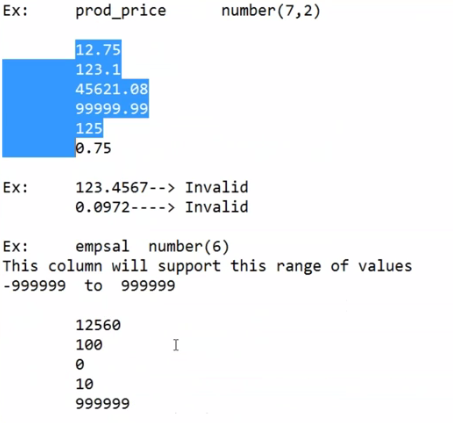 Ex: prod_price number(7,2)
12.75
123.1
45621.08
99999.99
125
0.75
Ex: 123.4567--> Invalid
0.0972----> Invalid
Ex: empsal number(6)
This column will support this range of values
-999999 to 999999
12560
100
0
10
999999